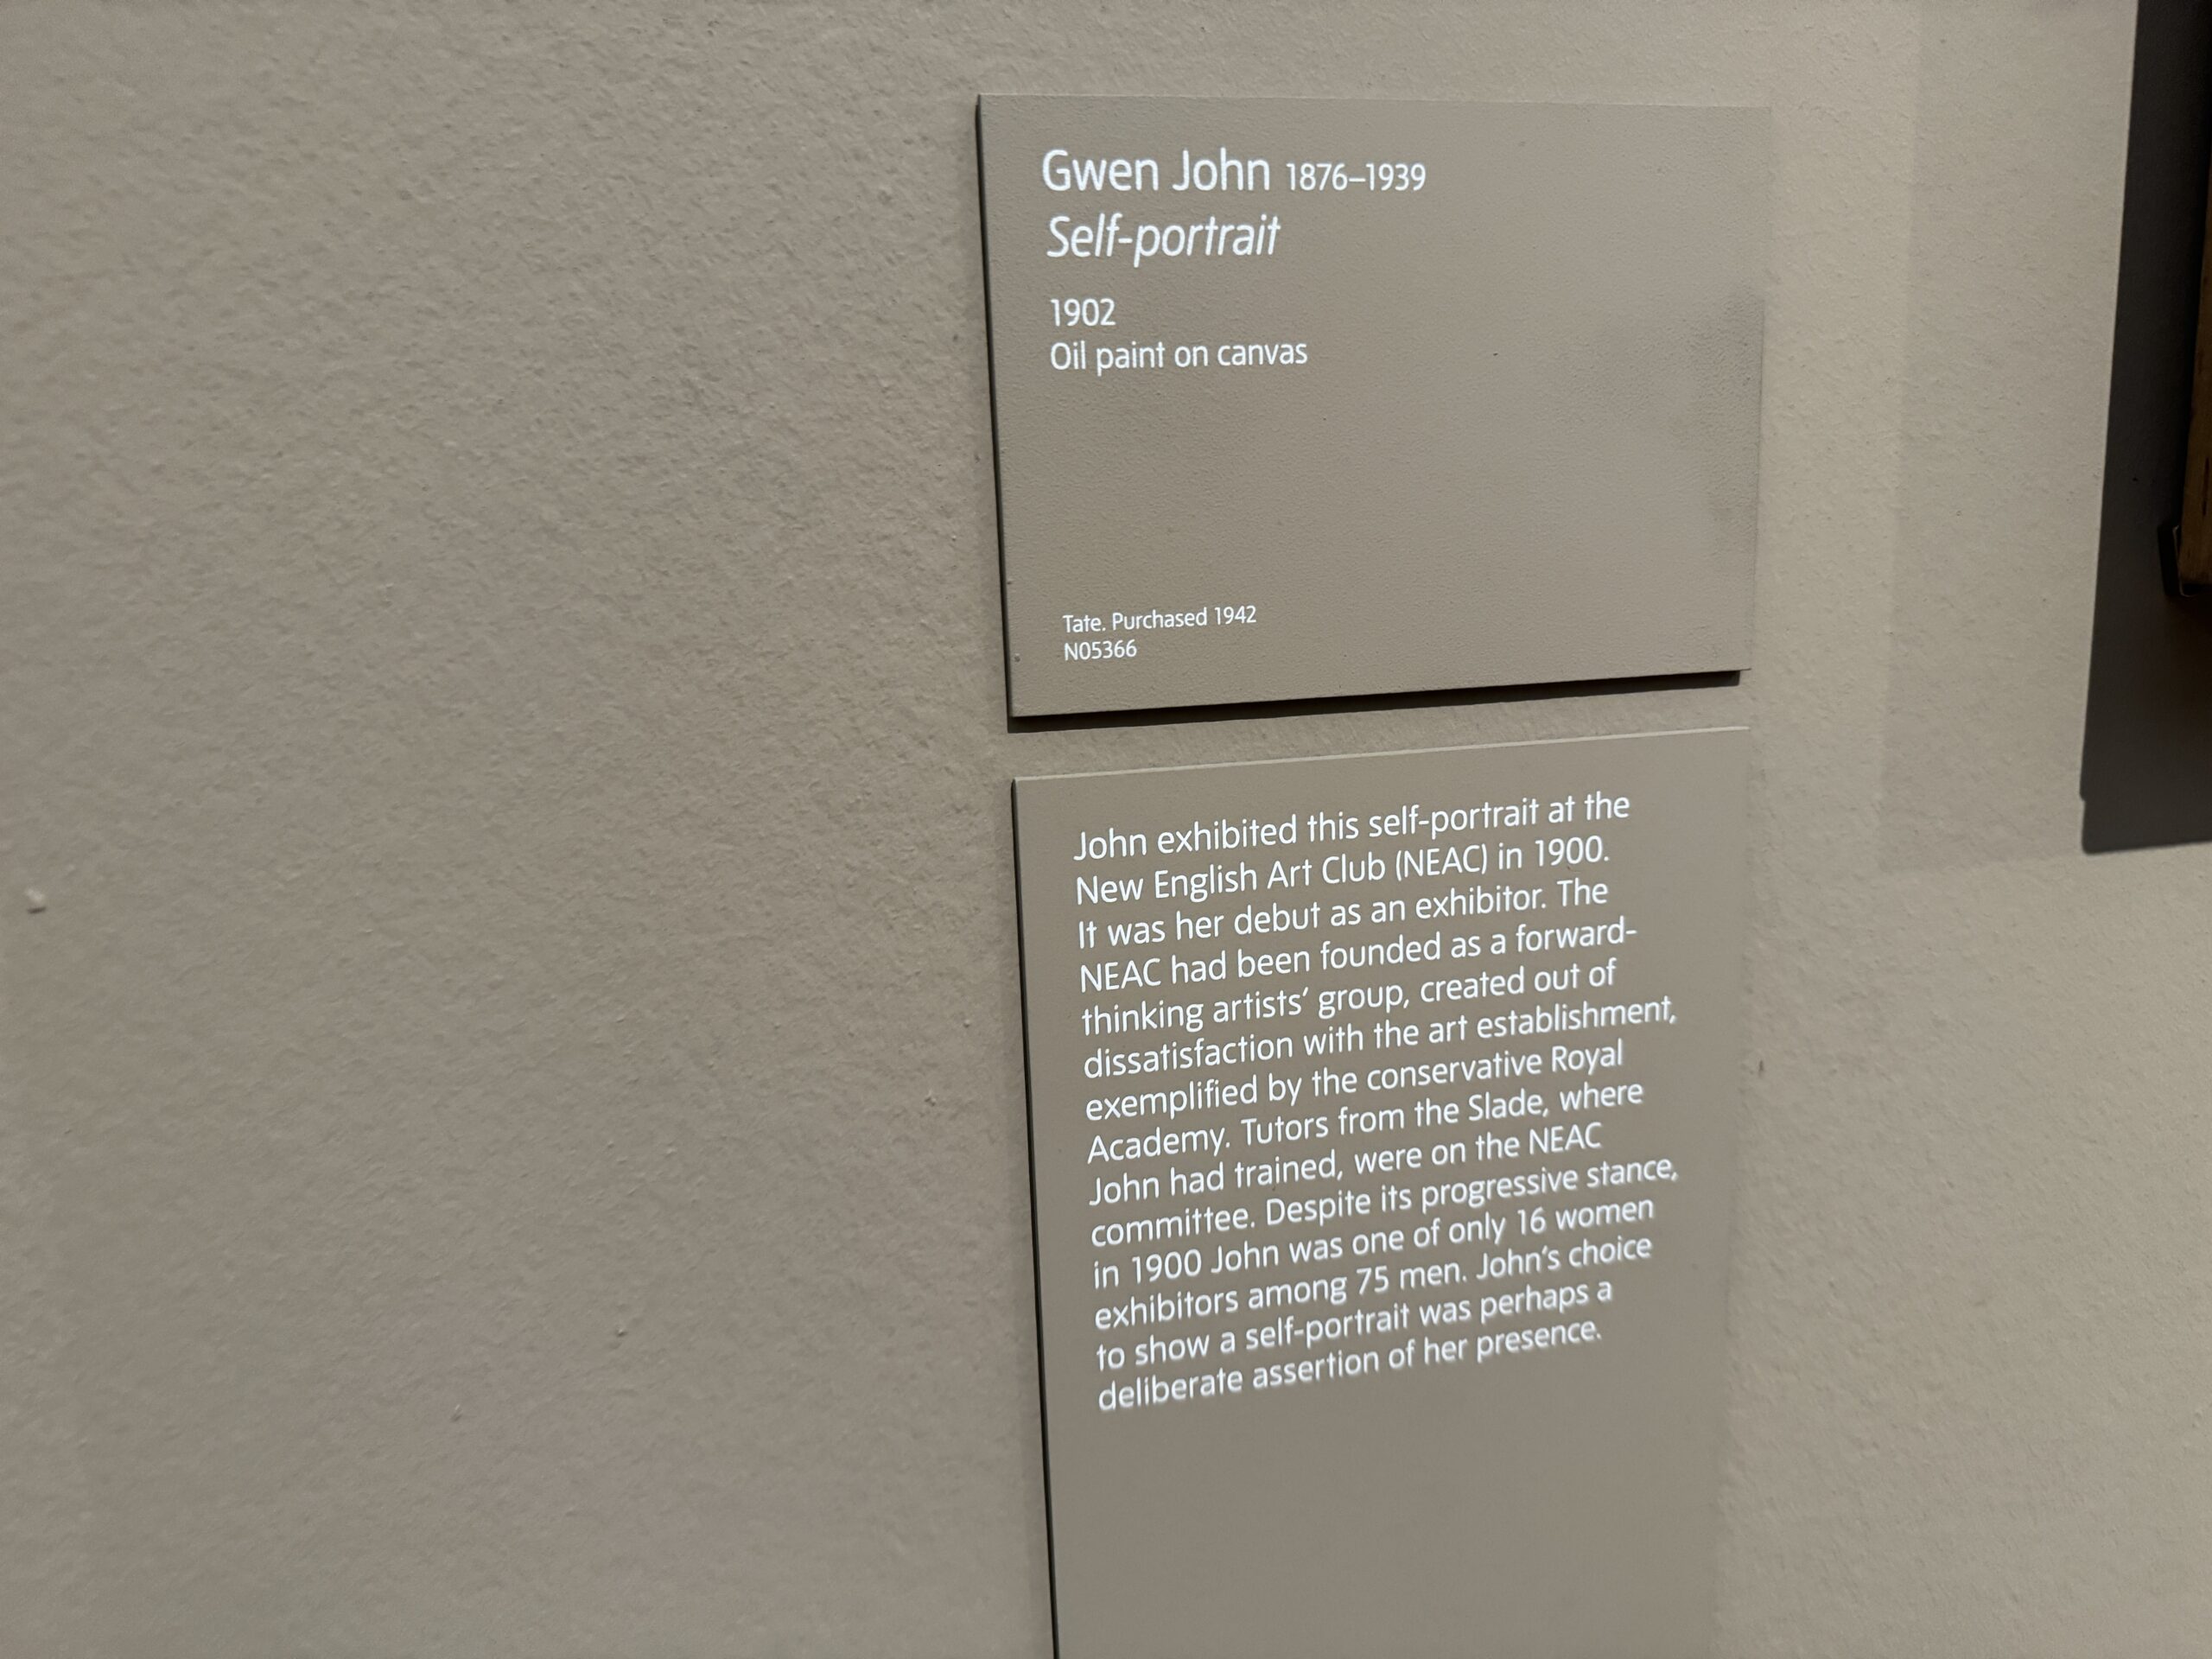 Gwen John 1876–1939
Self-portrait
1902
Oil paint on canvas
Tate. Purchased 1942
N05366
John exhibited this self-portrait at the
New English Art Club (NEAC) in 1900.
It was her debut as an exhibitor. The
NEAC had been founded as a forward-
thinking artists’ group, created out of
dissatisfaction with the art establishment,
exemplified by the conservative Royal
Academy. Tutors from the Slade, where
John had trained, were on the NEAC
committee. Despite its progressive stance,
in 1900 John was one of only 16 women
exhibitors among 75 men. John’s choice
to show a self-portrait was perhaps a
deliberate assertion of her presence.